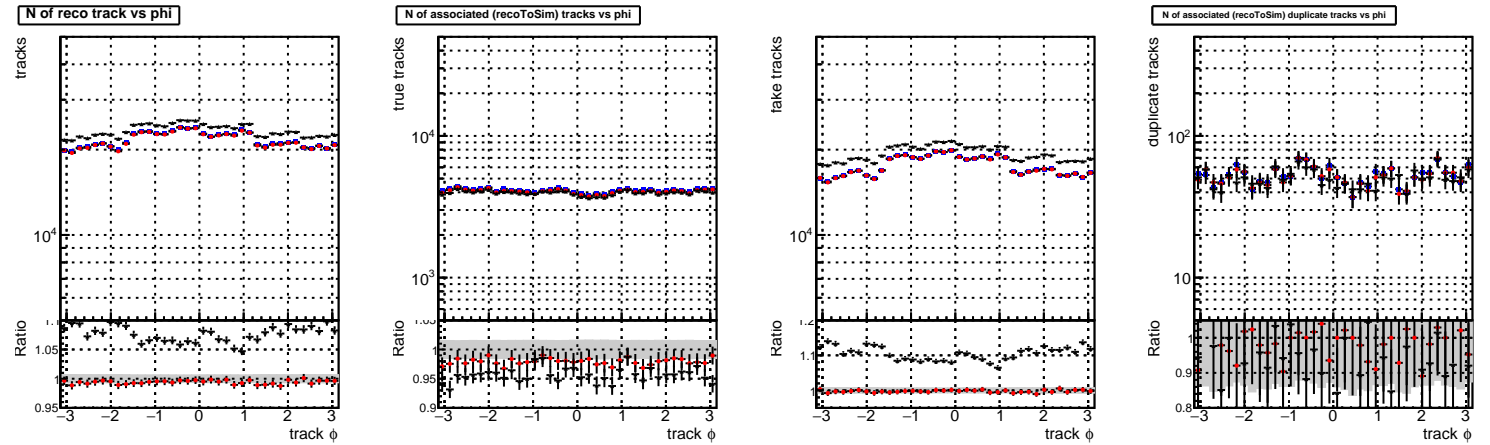 N of reco track vs phi
tracks
10^4
Ratio
1.1
1.05
1
0.95
−3 −2 −1 0 1 2 3
track ϕ
N of associated (recoToSim) tracks vs phi
true tracks
10^4
10^3
Ratio
1.05
1
0.95
0.9
−3 −2 −1 0 1 2 3
track ϕ
fake tracks
10^4
Ratio
1.2
1.1
1
−3 −2 −1 0 1 2 3
track ϕ
N of associated (recoToSim) duplicate tracks vs phi
duplicate tracks
10^2
10
Ratio
1
0.9
0.8
−3 −2 −1 0 1 2 3
track ϕ